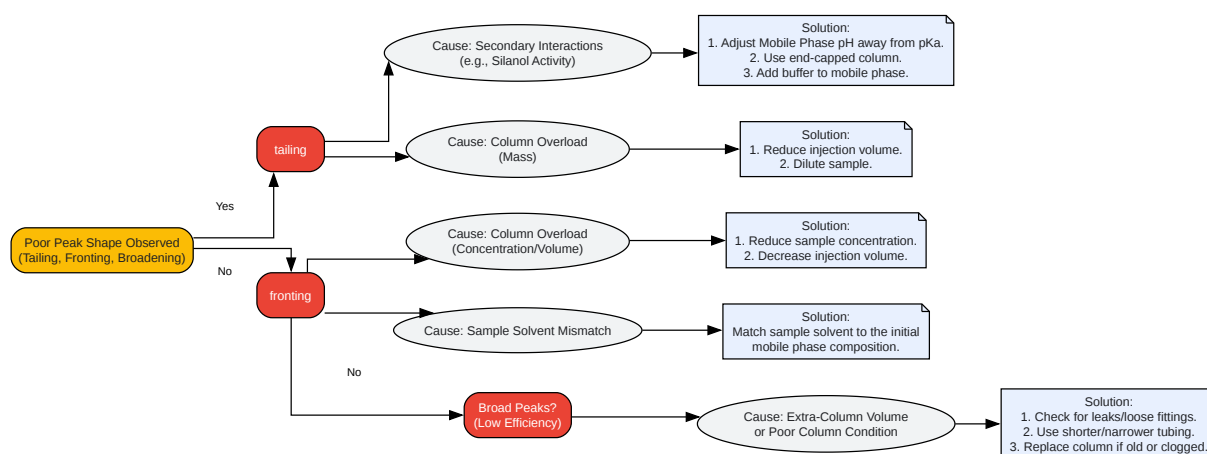 Cause: Secondary Interactions
(e.g., Silanol Activity)
Solution:
1. Adjust Mobile Phase pH away from pKa.
2. Use end-capped column.
3. Add buffer to mobile phase.
tailing
Cause: Column Overload
(Mass)
Solution:
1. Reduce injection volume.
2. Dilute sample.
Yes
Poor Peak Shape Observed
(Tailing, Fronting, Broadening)
No
Cause: Column Overload
(Concentration/Volume)
Solution:
1. Reduce sample concentration.
2. Decrease injection volume.
fronting
Cause: Sample Solvent Mismatch
Solution:
Match sample solvent to the initial
mobile phase composition.
No
Broad Peaks?
(Low Efficiency)
Cause: Extra-Column Volume
or Poor Column Condition
Solution:
1. Check for leaks/loose fittings.
2. Use shorter/narrower tubing.
3. Replace column if old or clogged.